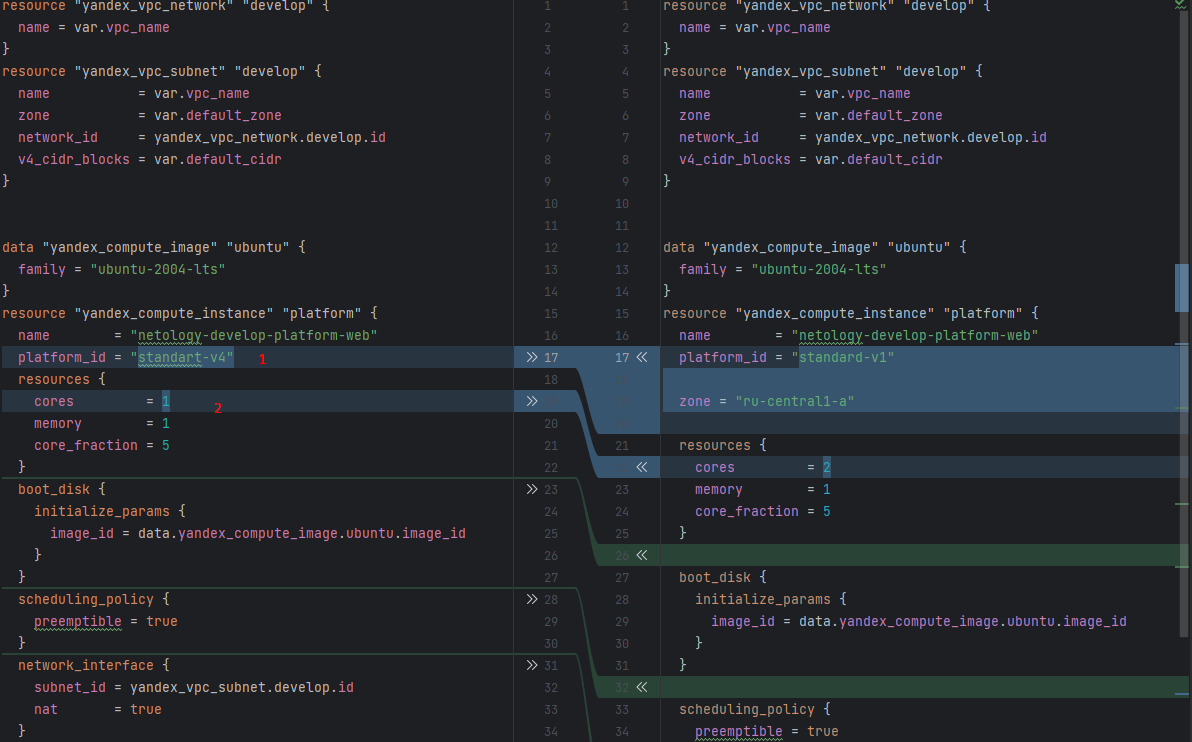 resource "yandex_vpc_network" "develop" {
  name = var.vpc_name
}
resource "yandex_vpc_subnet" "develop" {
  name           = var.vpc_name
  zone           = var.default_zone
  network_id     = yandex_vpc_network.develop.id
  v4_cidr_blocks = var.default_cidr
}
data "yandex_compute_image" "ubuntu" {
  family = "ubuntu-2004-lts"
}
resource "yandex_compute_instance" "platform" {
  name        = "netology-develop-platform-web"
  platform_id = "standart-v4" 1
  resources {
    cores         = 1 2
    memory        = 1
    core_fraction = 5
  }
  boot_disk {
    initialize_params {
      image_id = data.yandex_compute_image.ubuntu.image_id
    }
  }
  scheduling_policy {
    preemptible = true
  }
  network_interface {
    subnet_id = yandex_vpc_subnet.develop.id
    nat       = true
  }
1 1
2 2
3 3
4 4
5 5
6 6
7 7
8 8
9 9
10 10
11 11
12 12
13 13
14 14
15 15
16 16
» 17 17 «
18
»
20
21 21
22 «
» 23 23
24 24
25 25
26 26 «
27 27
» 28 28
29 29
30 30
» 31 31
32 32 «
33 33
34 34
resource "yandex_vpc_network" "develop" {
  name = var.vpc_name
}
resource "yandex_vpc_subnet" "develop" {
  name           = var.vpc_name
  zone           = var.default_zone
  network_id     = yandex_vpc_network.develop.id
  v4_cidr_blocks = var.default_cidr
}
data "yandex_compute_image" "ubuntu" {
  family = "ubuntu-2004-lts"
}
resource "yandex_compute_instance" "platform" {
  name        = "netology-develop-platform-web"
  platform_id = "standard-v1"
  zone = "ru-central1-a"
  resources {
    cores         = 2
    memory        = 1
    core_fraction = 5
  }
  boot_disk {
    initialize_params {
      image_id = data.yandex_compute_image.ubuntu.image_id
    }
  }
  scheduling_policy {
    preemptible = true